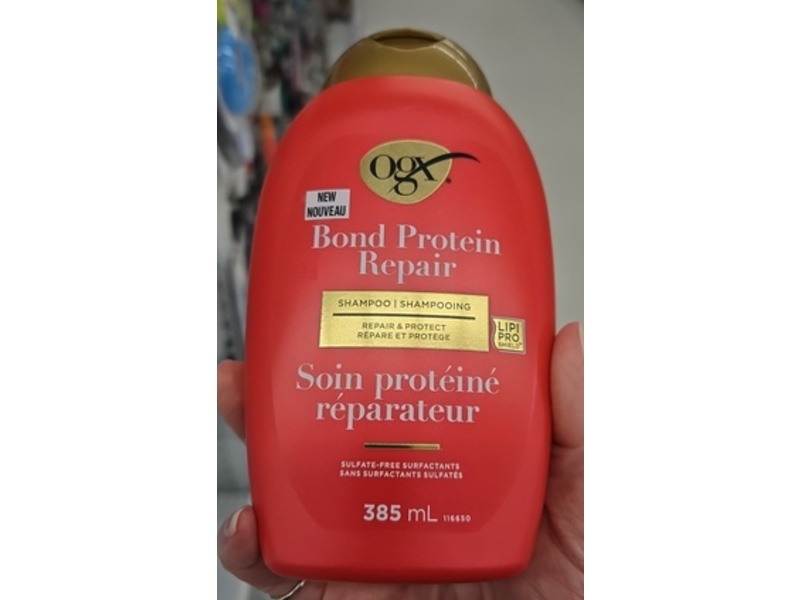 ogx
NEW
NOUVEAU
Bond Protein
Repair
SHAMPOO | SHAMPOOING
REPAIR & PROTECT
RÉPARE ET PROTÈGE
LIPI
PRO
SHIELD™
Soin protéiné
réparateur
SULFATE-FREE SURFACTANTS
SANS SURFACTANTS SULFATÉS
385 mL 116650